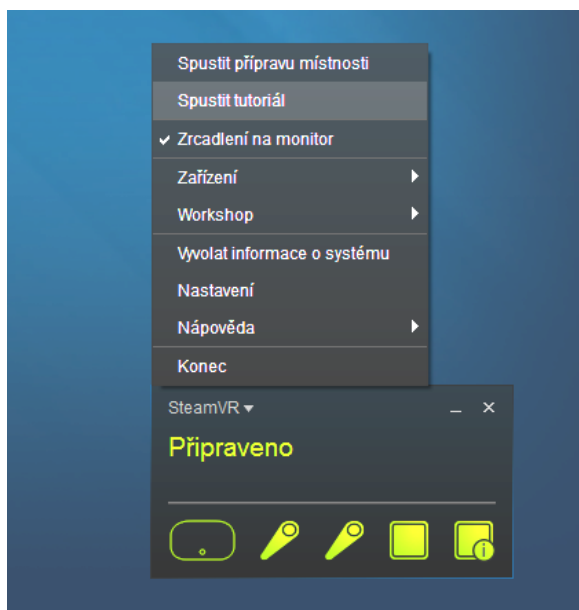 Spustit přípravu místnosti
Spustit tutoriál
Zrcadlení na monitor
Zařízení
Workshop
Vyvolat informace o systému
Nastavení
Nápověda
Konec
SteamVR
Připraveno